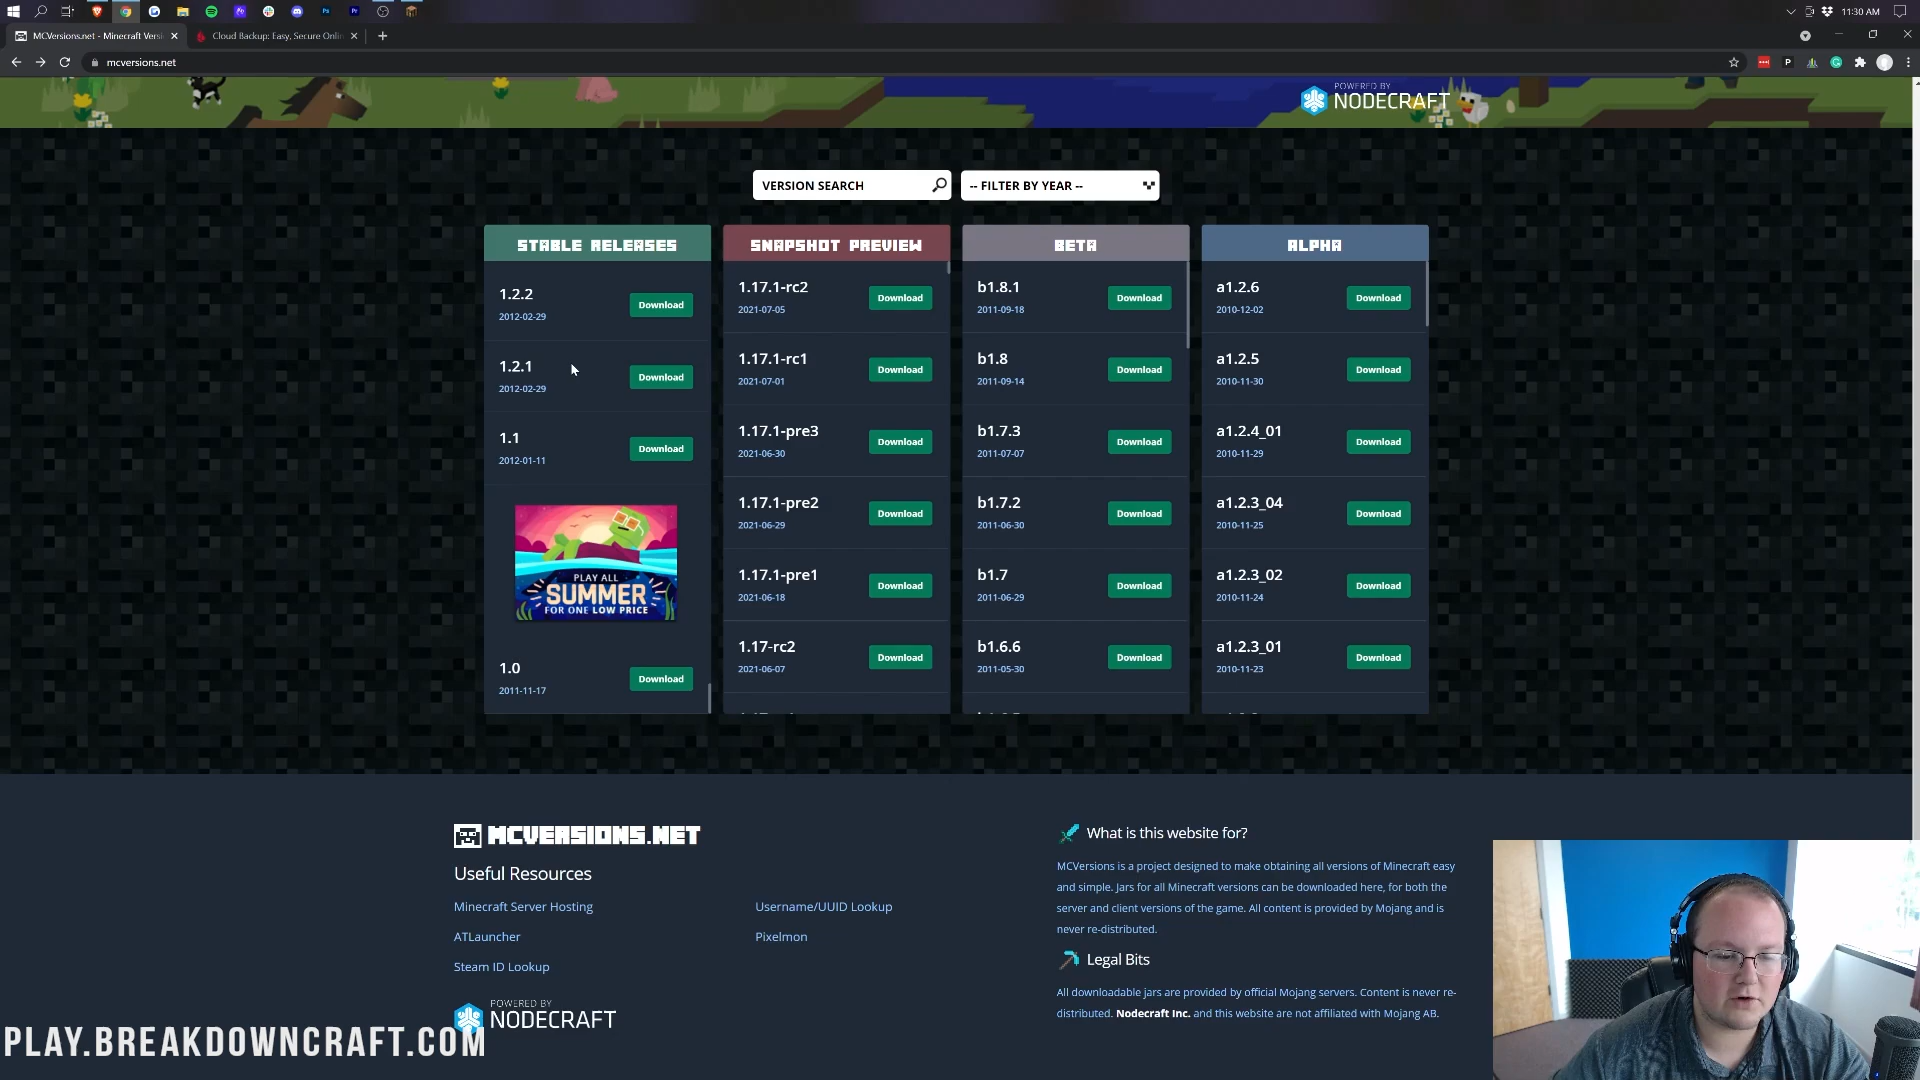 11:30 AM
MCVersions.net - Minecraft Versi
Cloud Backup: Easy, Secure Onlin
mcversions.net
POWERED BY
NODECRAFT
VERSION SEARCH
-- FILTER BY YEAR --
STABLE RELEASES
1.2.2
Download
2012-02-29
1.2.1
Download
2012-02-29
1.1
Download
2012-01-11
PLAY ALL
SUMMER
FOR ONE LOW PRICE
1.0
Download
2011-11-17
SNAPSHOT PREVIEW
1.17.1-rc2
Download
2021-07-05
1.17.1-rc1
Download
2021-07-01
1.17.1-pre3
Download
2021-06-30
1.17.1-pre2
Download
2021-06-29
1.17.1-pre1
Download
2021-06-18
1.17-rc2
Download
2021-06-07
BETA
b1.8.1
Download
2011-09-18
b1.8
Download
2011-09-14
b1.7.3
Download
2011-07-07
b1.7.2
Download
2011-06-30
b1.7
Download
2011-06-29
b1.6.6
Download
2011-05-30
ALPHA
a1.2.6
Download
2010-12-02
a1.2.5
Download
2010-11-30
a1.2.4_01
Download
2010-11-29
a1.2.3_04
Download
2010-11-25
a1.2.3_02
Download
2010-11-24
a1.2.3_01
Download
2010-11-23
MCVERSIONS.NET
Useful Resources
Minecraft Server Hosting
Username/UUID Lookup
ATLauncher
Pixelmon
Steam ID Lookup
POWERED BY
NODECRAFT
What is this website for?
MCVersions is a project designed to make obtaining all versions of Minecraft easy
and simple. Jars for all Minecraft versions can be downloaded here, for both the
server and client versions of the game. All content is provided by Mojang and is
never re-distributed.
Legal Bits
All downloadable jars are provided by official Mojang servers. Content is never re-
distributed. Nodecraft Inc. and this website are not affiliated with Mojang AB.
PLAY.BREAKDOWNCRAFT.COM